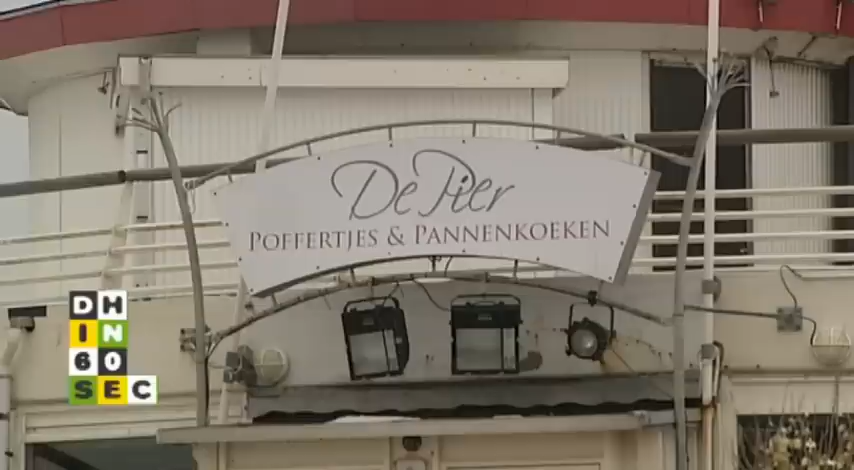 De Pier
POFFERTJES & PANNENKOEKEN
DH
IN
60
SEC